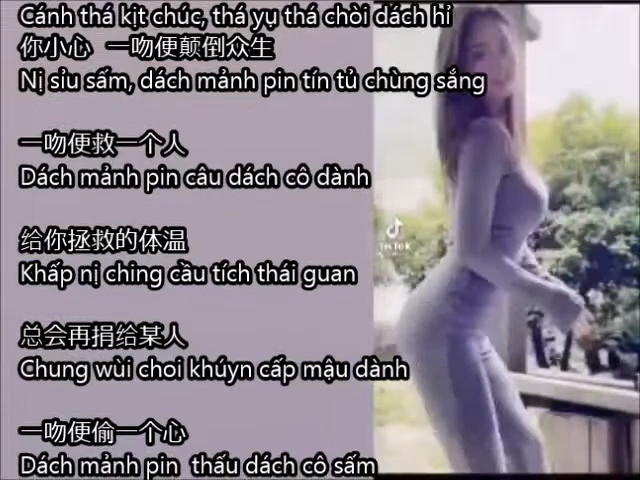 Cánh thá kịt chúc, thá yụ thá chòi dách hỉ
你小心 一吻便颠倒众生
Nị sỉu sấm, dách mảnh pin tín tủ chùng sắng
一吻便救一个人
Dách mảnh pin câu dách cô dành
给你拯救的体温
Khấp nị ching cầu tích thái guan
总会再捐给某人
Chung wùi choi khúyn cấp mậu dành
一吻便偷一个心
Dách mảnh pin thấu dách cô sấm
TikTok